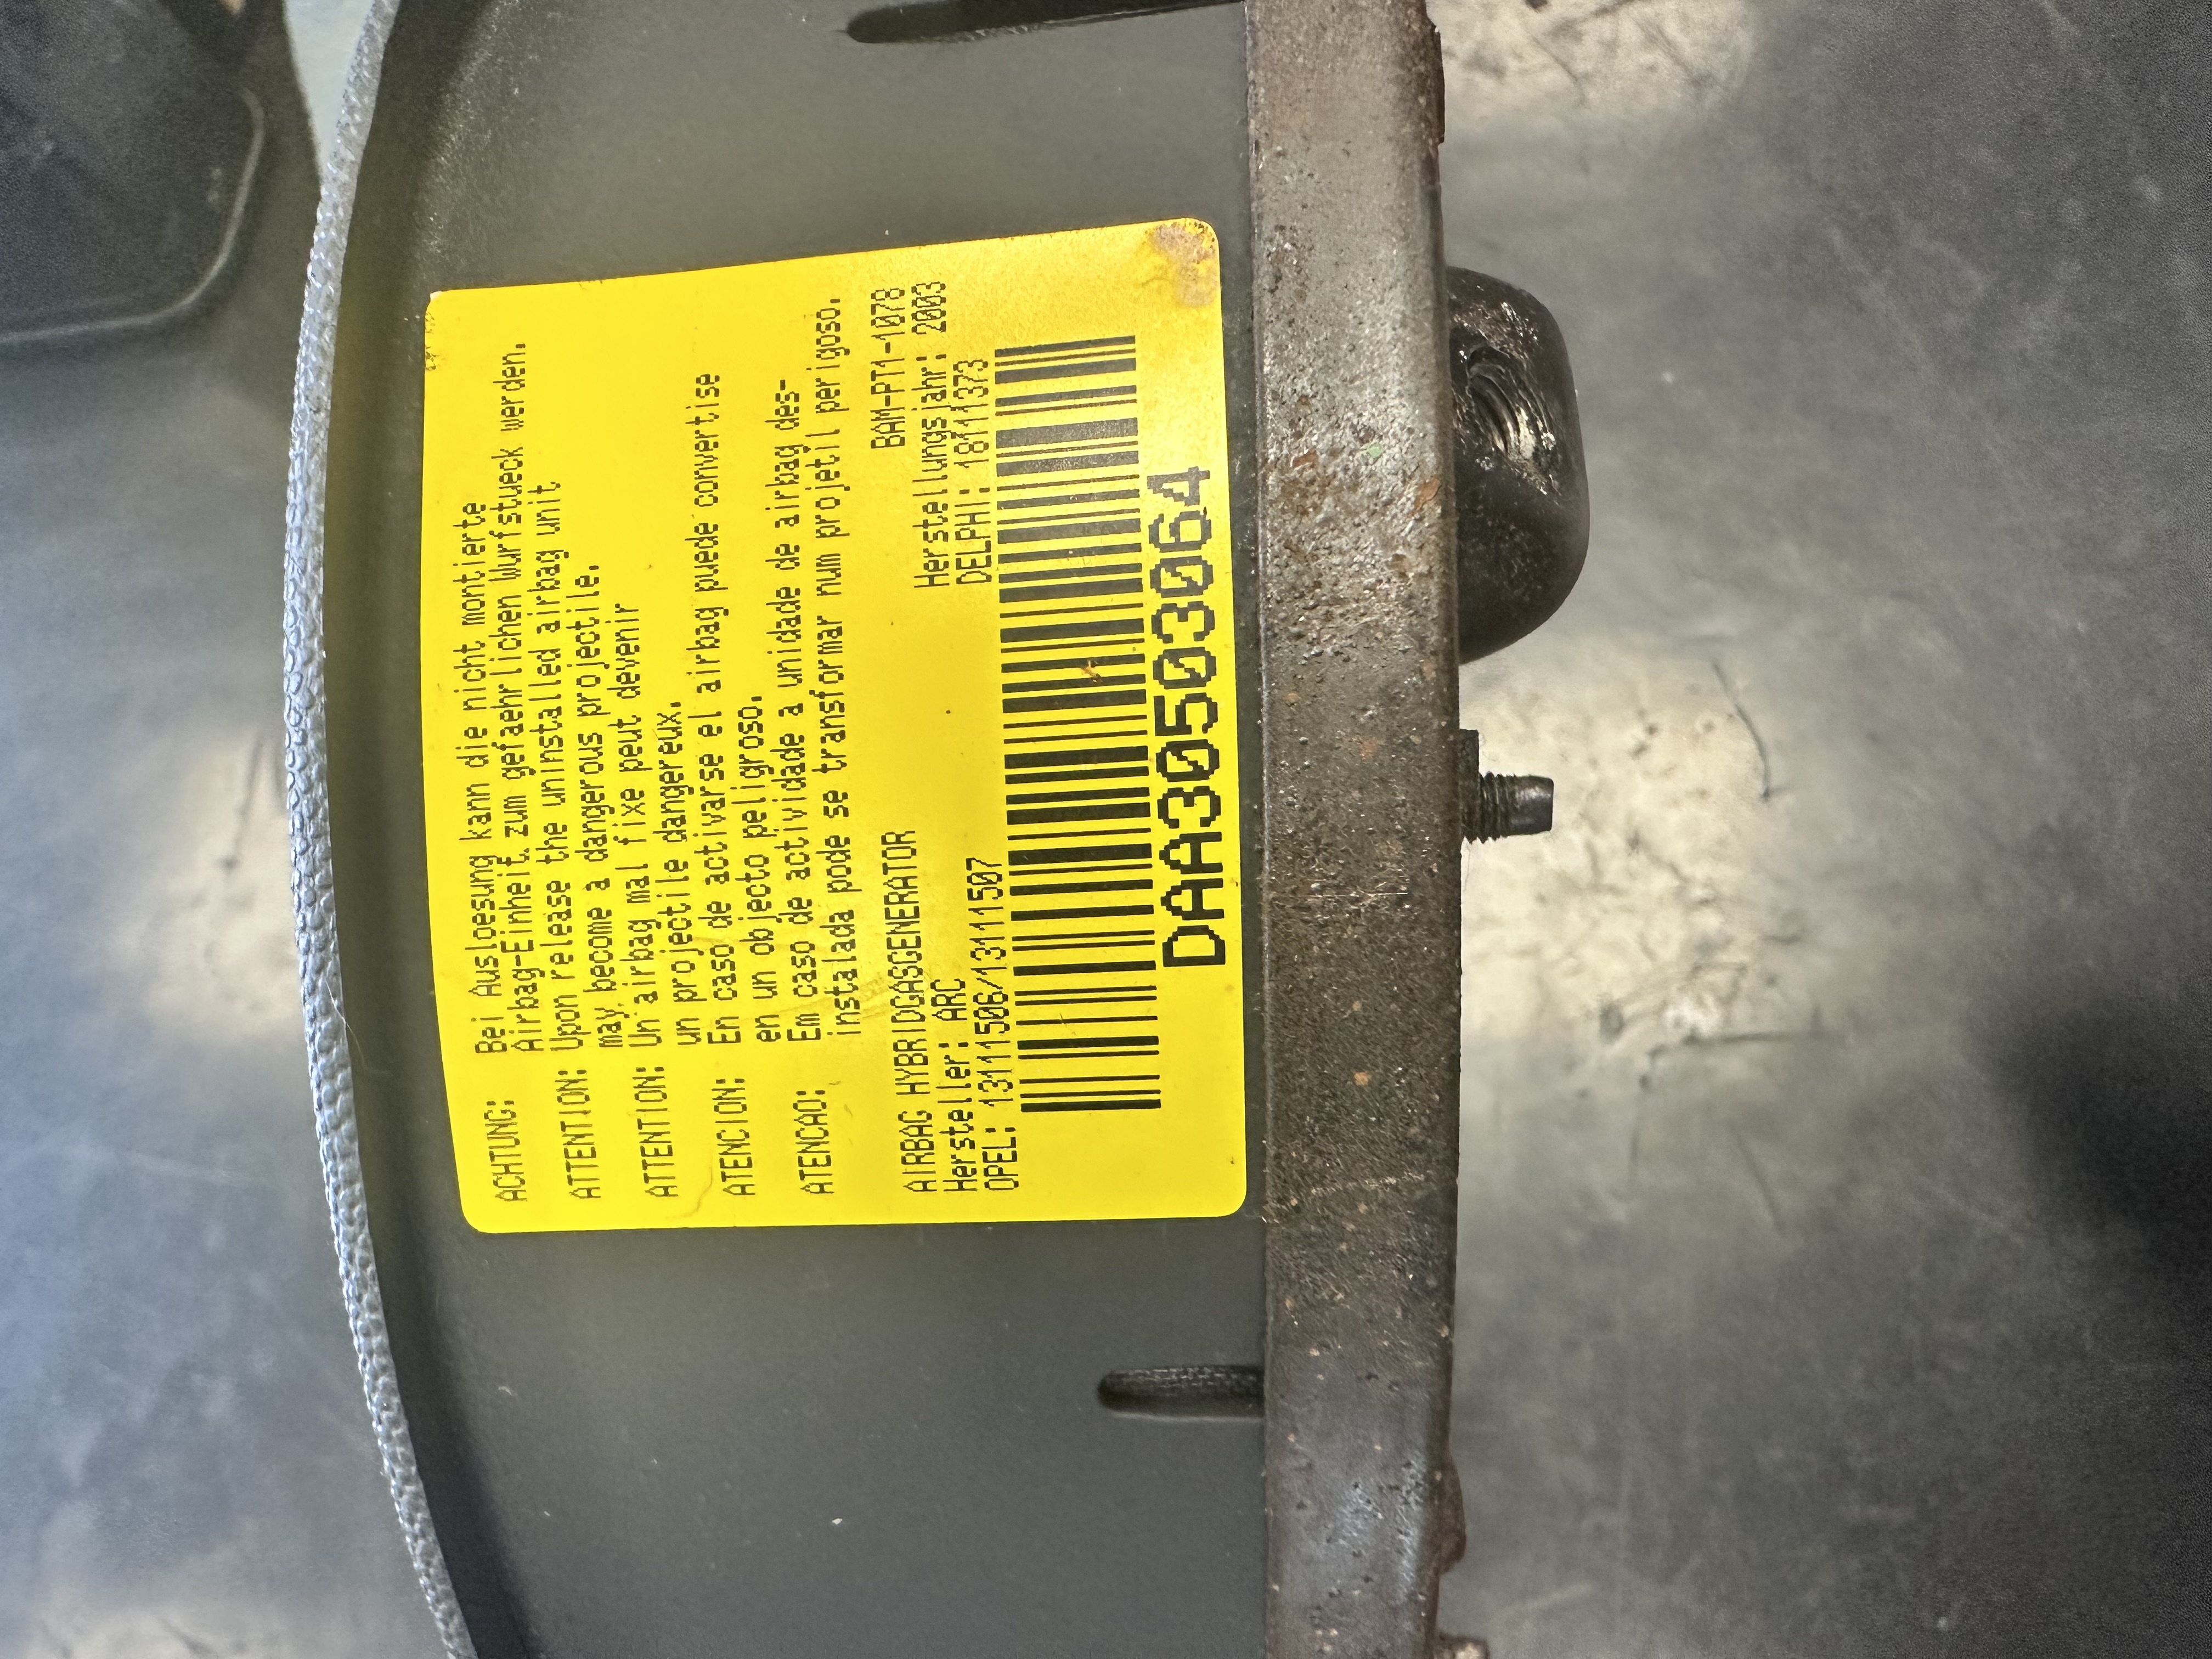 ACHTUNG: Bei Ausloesung kann die nicht montierte
Airbag-Einheit zum gefaehrlichen Wurfstueck werden.
ATTENTION: Upon release the uninstalled airbag unit
may become a dangerous projectile.
ATTENTION: Un airbag mal fixe peut devenir
un projectile dangereux.
ATENCION: En caso de activarse el airbag puede convertise
en un objecto peligroso.
ATENCAO: Em caso de actividade a unidade de airbag des-
instalada pode se transformar num projetil perigoso.
AIRBAG HYBRIDGASGENERATOR BAM-PT1-1078
Hersteller: ARC Herstellungsjahr: 2003
OPEL: 13111506/13111507 DELPHI: 18111373
DAA30503064